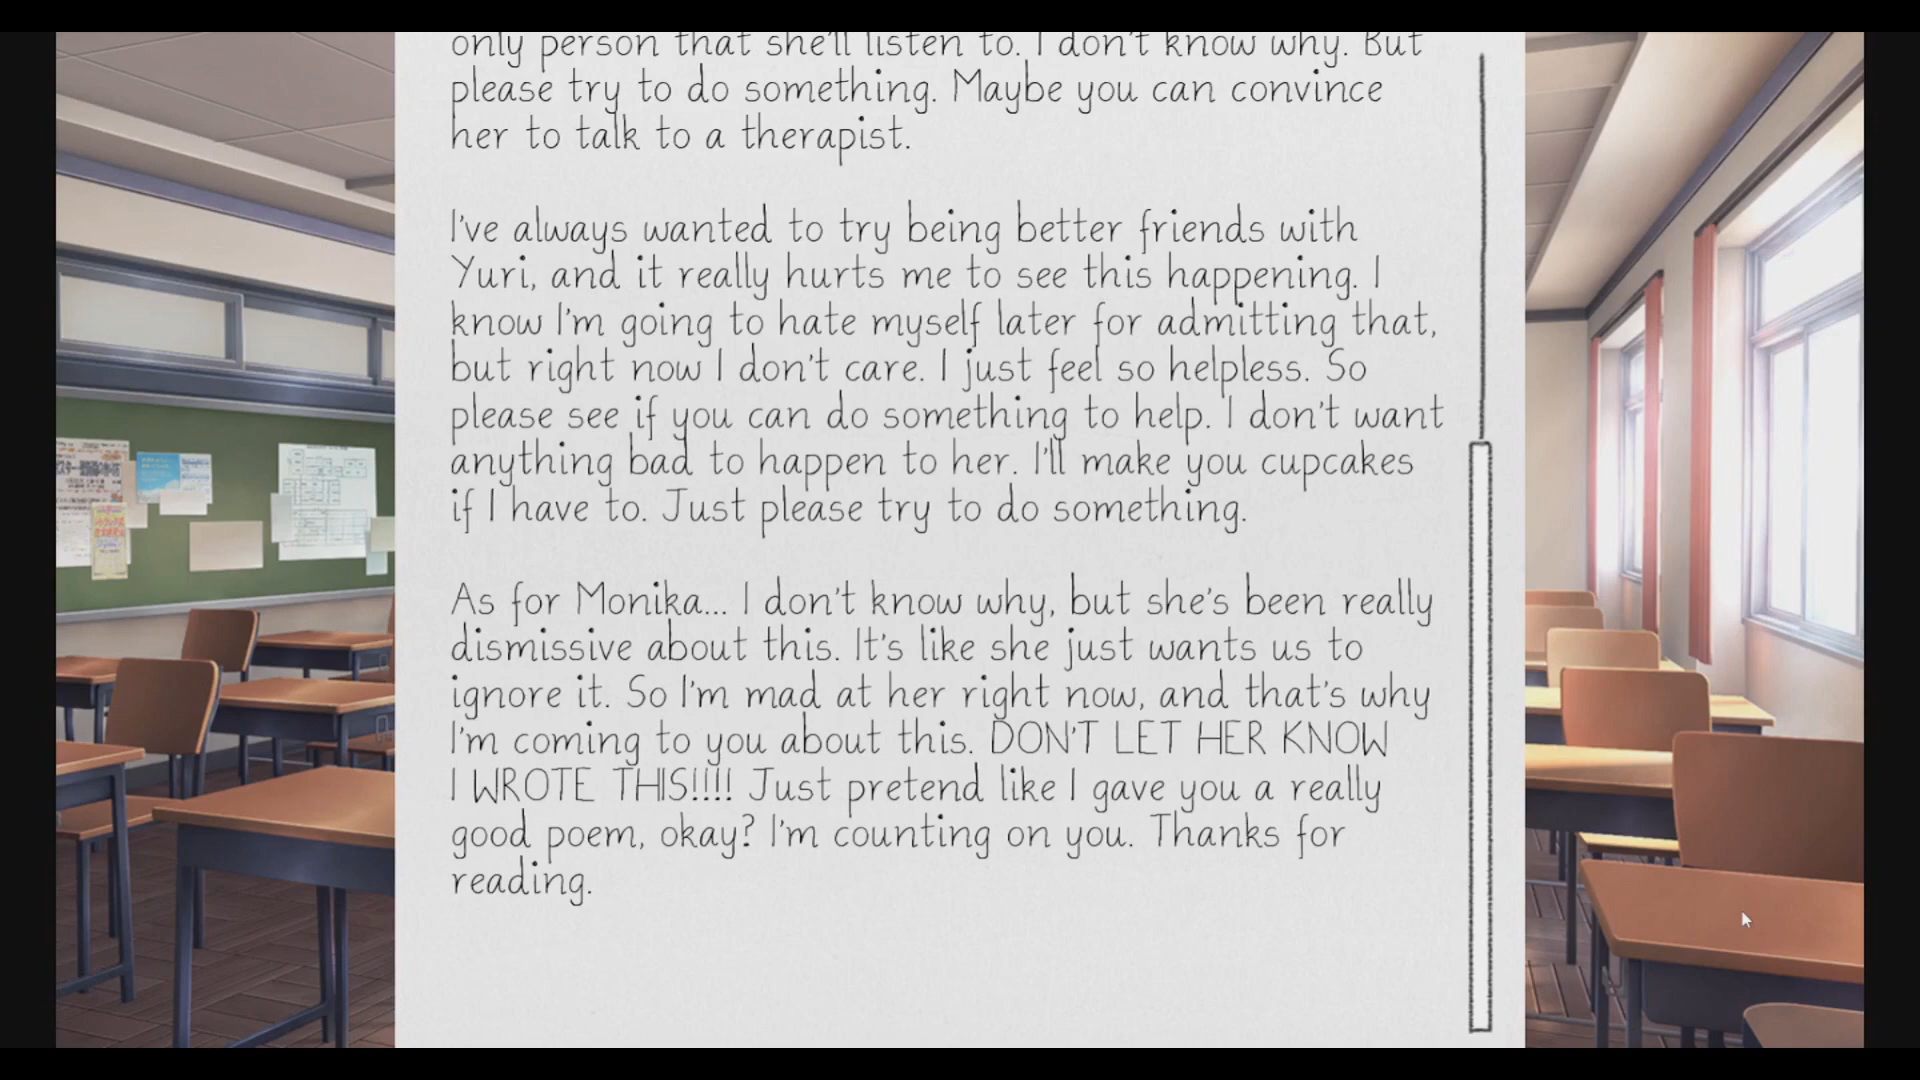 only person that she'll listen to. I don't know why. But
please try to do something. Maybe you can convince
her to talk to a therapist.
I've always wanted to try being better friends with
Yuri, and it really hurts me to see this happening. I
know I'm going to hate myself later for admitting that,
but right now I don't care. I just feel so helpless. So
please see if you can do something to help. I don't want
anything bad to happen to her. I'll make you cupcakes
if I have to. Just please try to do something.
As for Monika... I don't know why, but she's been really
dismissive about this. It's like she just wants us to
ignore it. So I'm mad at her right now, and that's why
I'm coming to you about this. DON'T LET HER KNOW
I WROTE THIS!!!! Just pretend like I gave you a really
good poem, okay? I'm counting on you. Thanks for
reading.